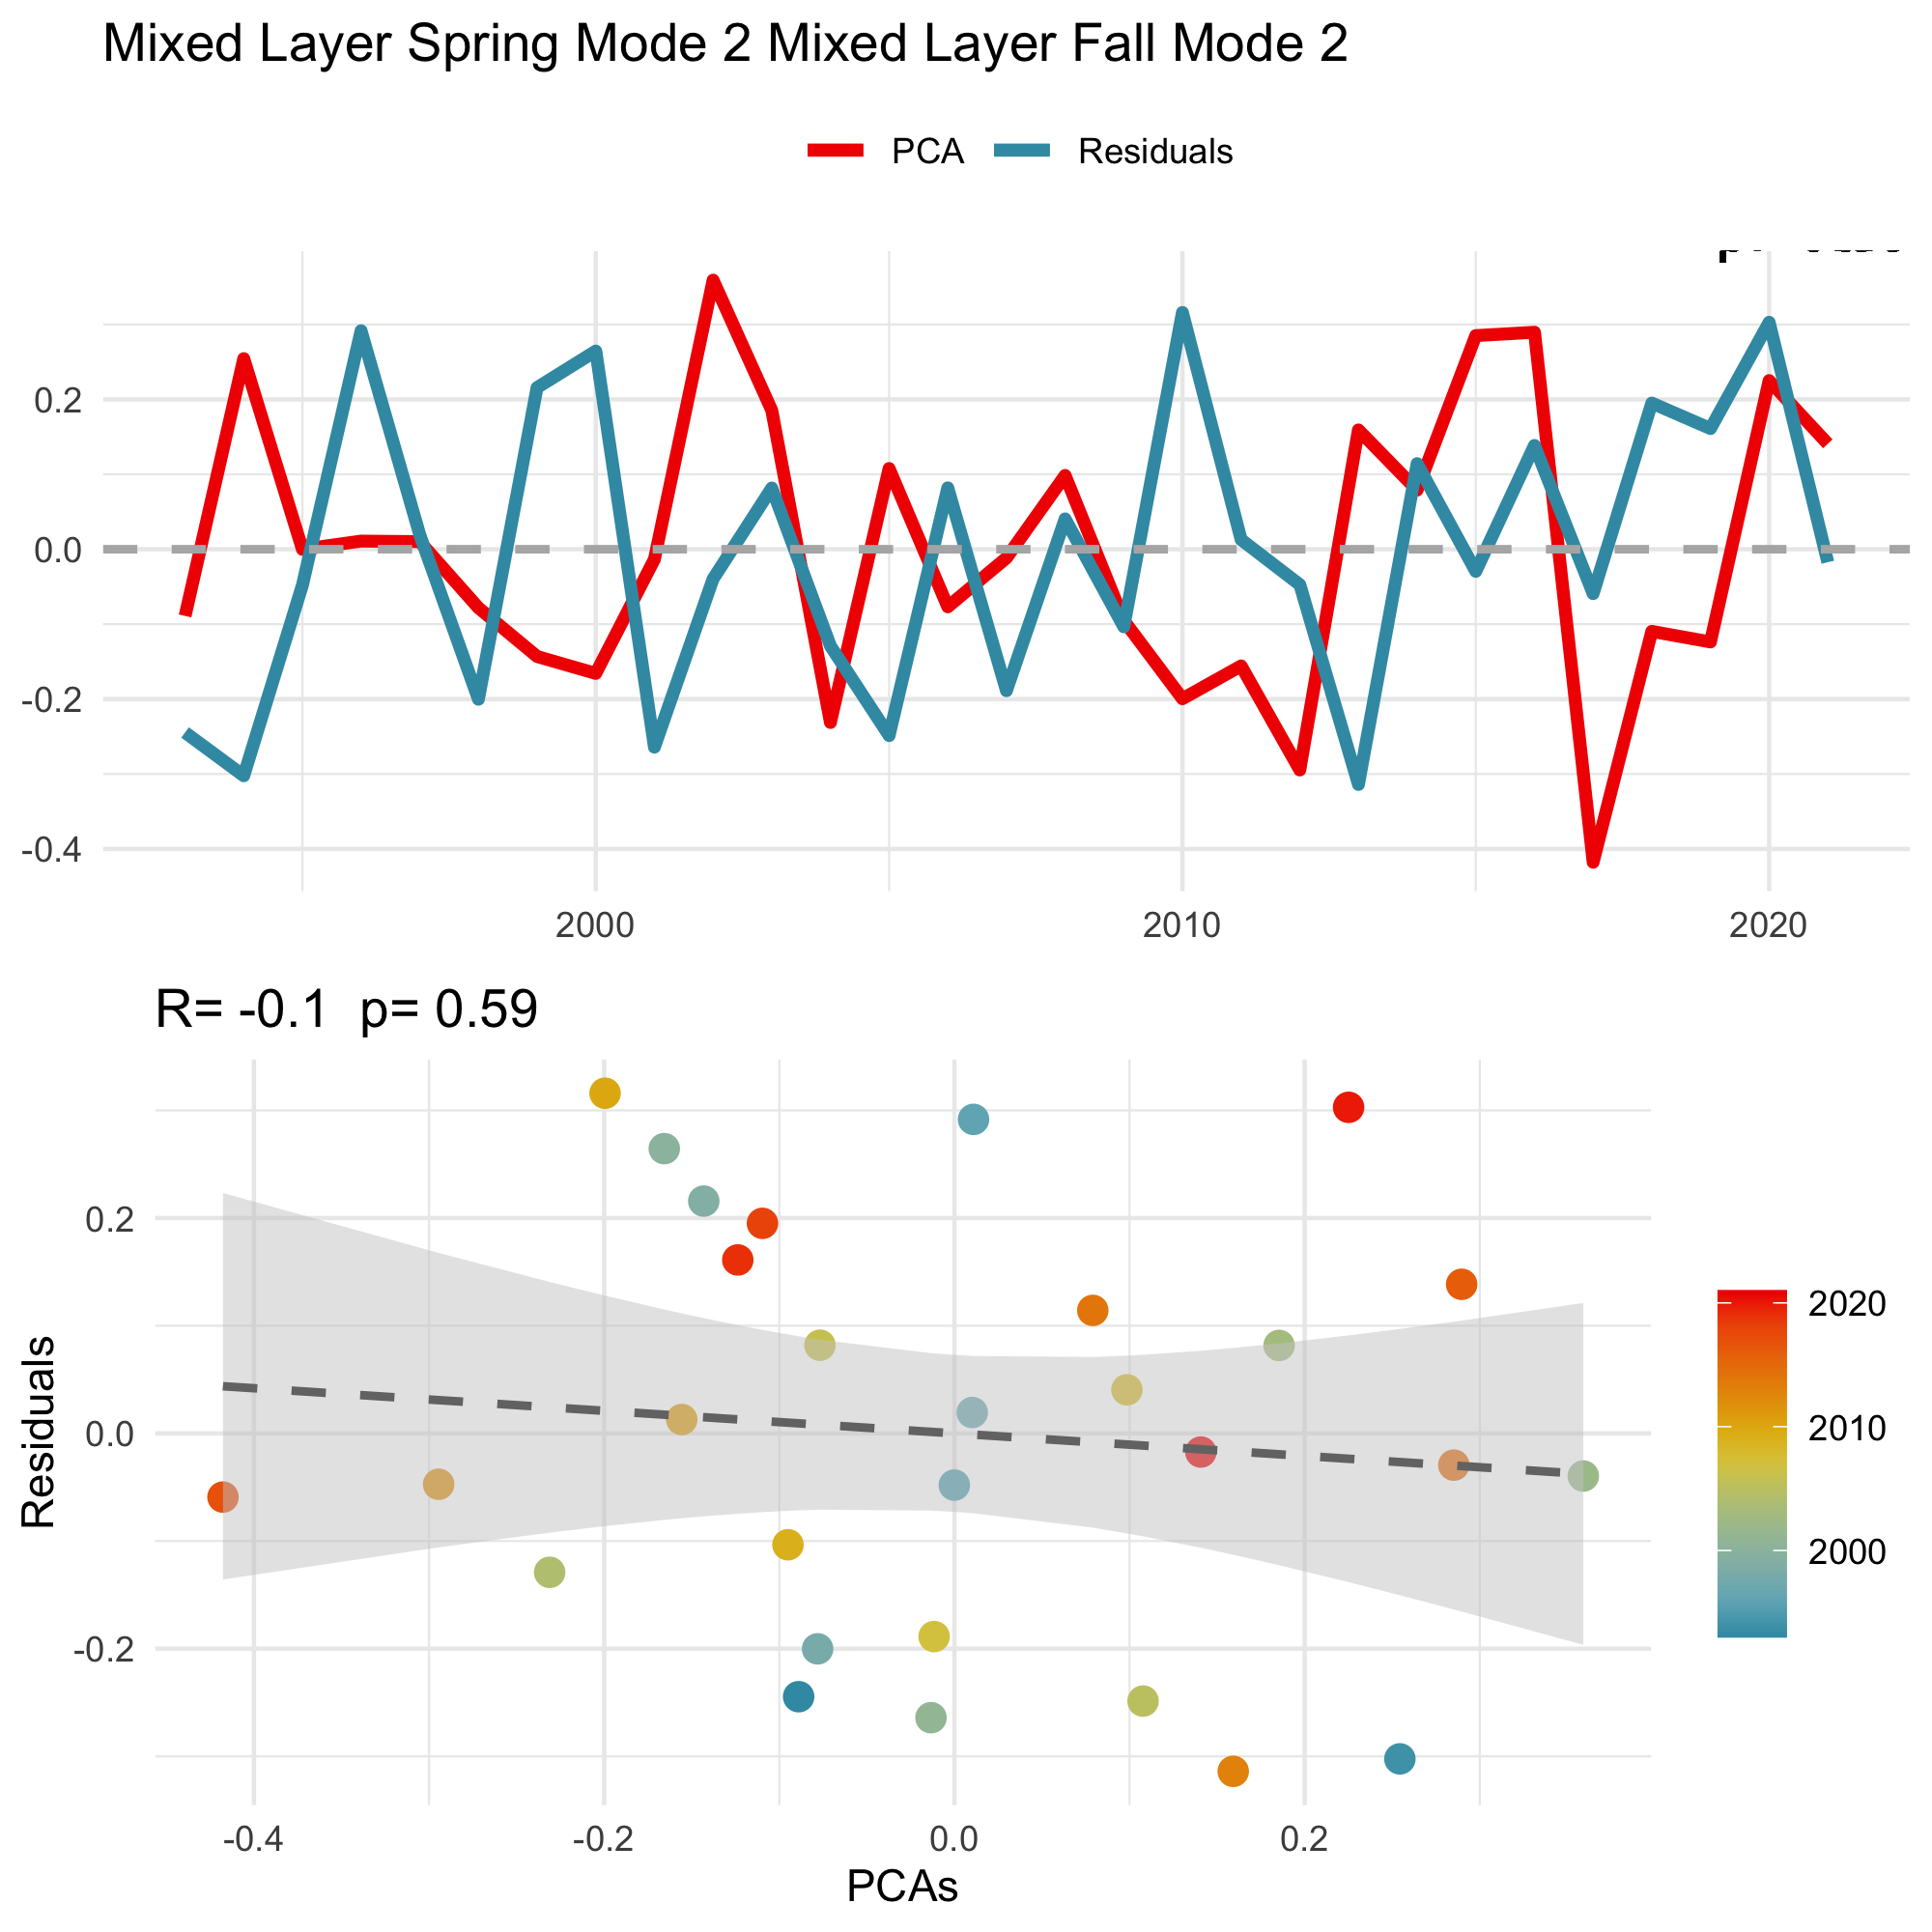 Mixed Layer Spring Mode 2 Mixed Layer Fall Mode 2
PCA Residuals
0.2
0.0
-0.2
-0.4
2000 2010 2020
R= -0.1 p= 0.59
Residuals
0.2
0.0
-0.2
-0.4 -0.2 0.0 0.2
PCAs
2020
2010
2000